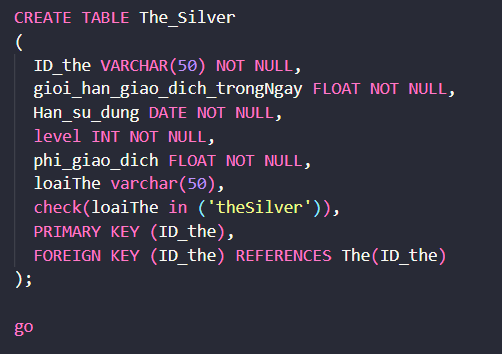 CREATE TABLE The_Silver
(
  ID_the VARCHAR(50) NOT NULL,
  gioi_han_giao_dich_trongNgay FLOAT NOT NULL,
  Han_su_dung DATE NOT NULL,
  level INT NOT NULL,
  phi_giao_dich FLOAT NOT NULL,
  loaiThe varchar(50),
  check(loaiThe in ('theSilver')),
  PRIMARY KEY (ID_the),
  FOREIGN KEY (ID_the) REFERENCES The(ID_the)
);
go